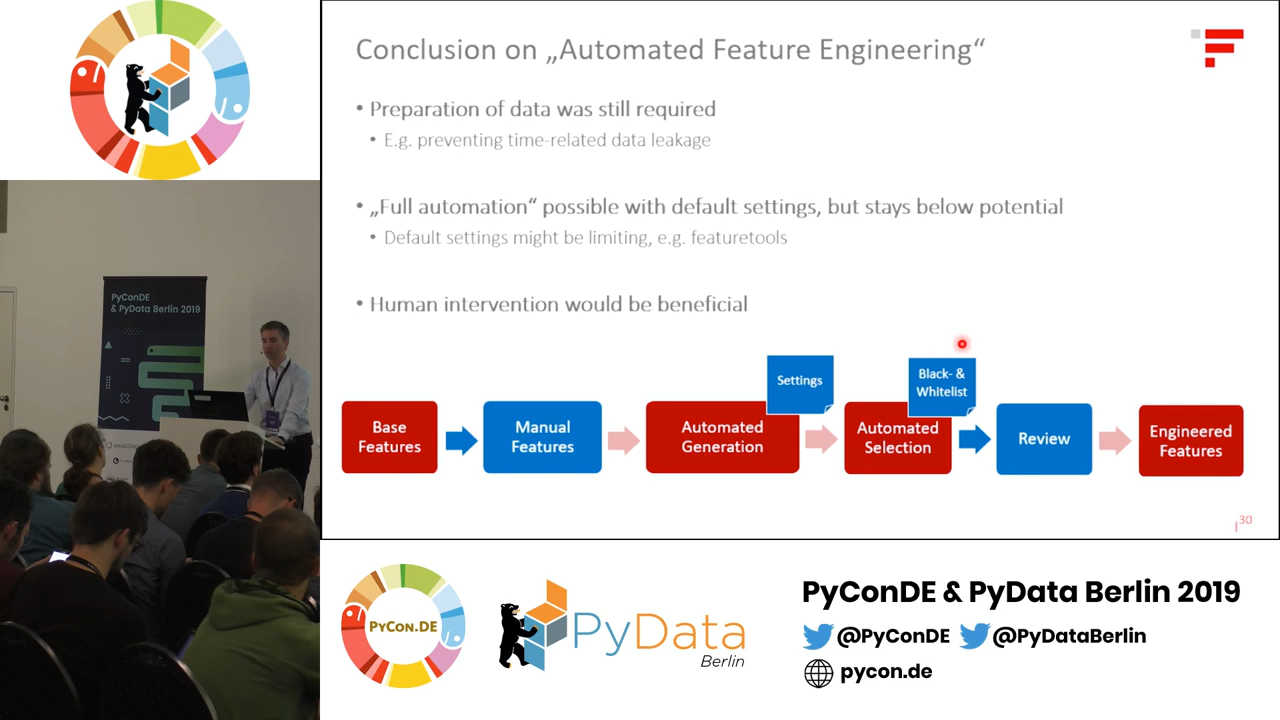 Conclusion on „Automated Feature Engineering“
• Preparation of data was still required
• E.g. preventing time-related data leakage
• „Full automation“ possible with default settings, but stays below potential
• Default settings might be limiting, e.g. featuretools
• Human intervention would be beneficial
Settings
Black- &
Whitelist
Base
Features
Manual
Features
Automated
Generation
Automated
Selection
Review
Engineered
Features
30
PyConDE
& PyData Berlin 2019
PYCON.DE
PyData
Berlin
PyConDE & PyData Berlin 2019
@PyConDE @PyDataBerlin
pycon.de